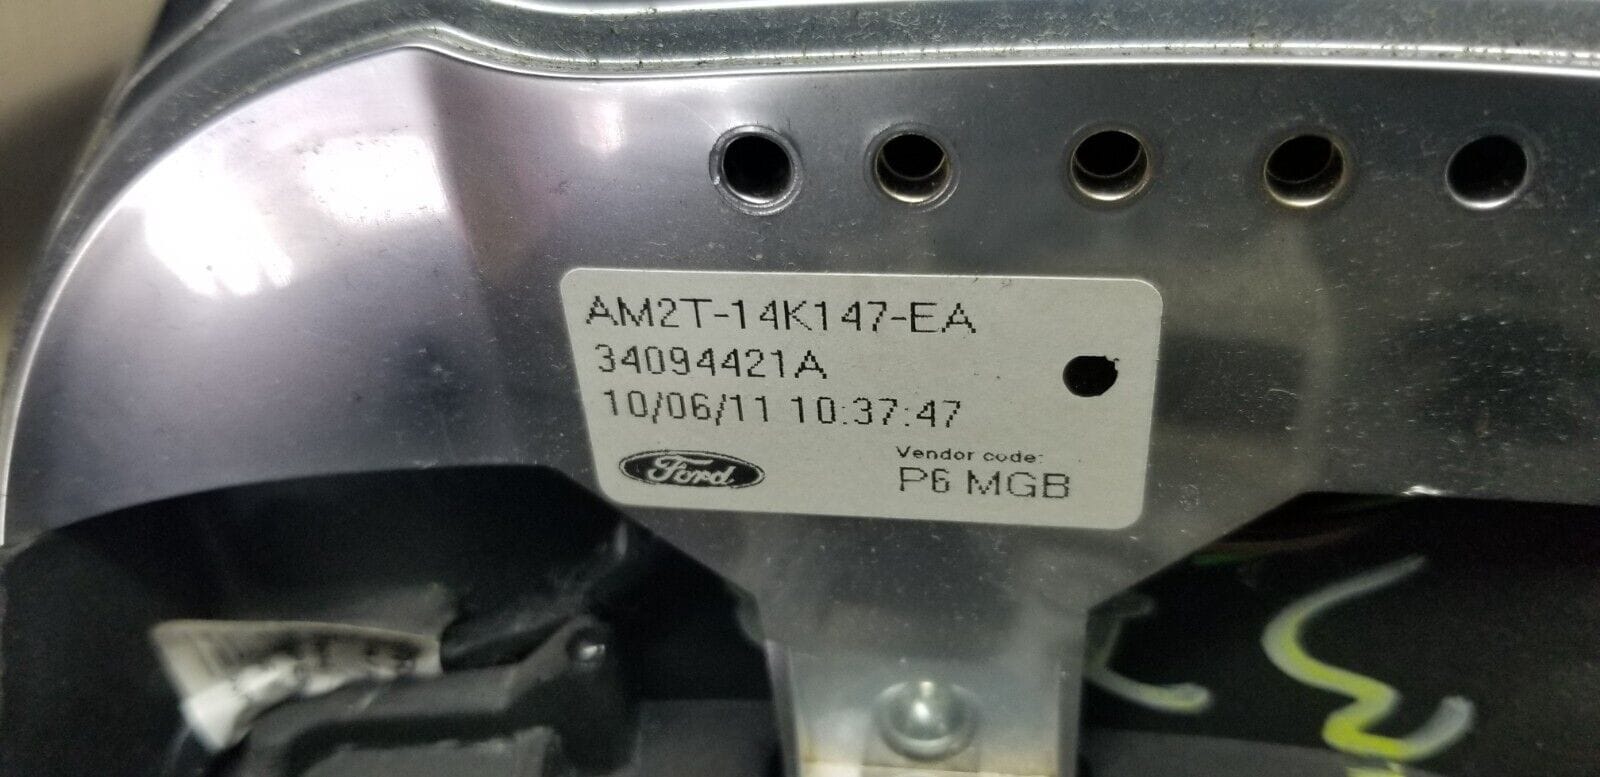 AM2T-14K147-EA
34094421A
10/06/11 10:37:47
Ford
Vendor code:
P6 MGB